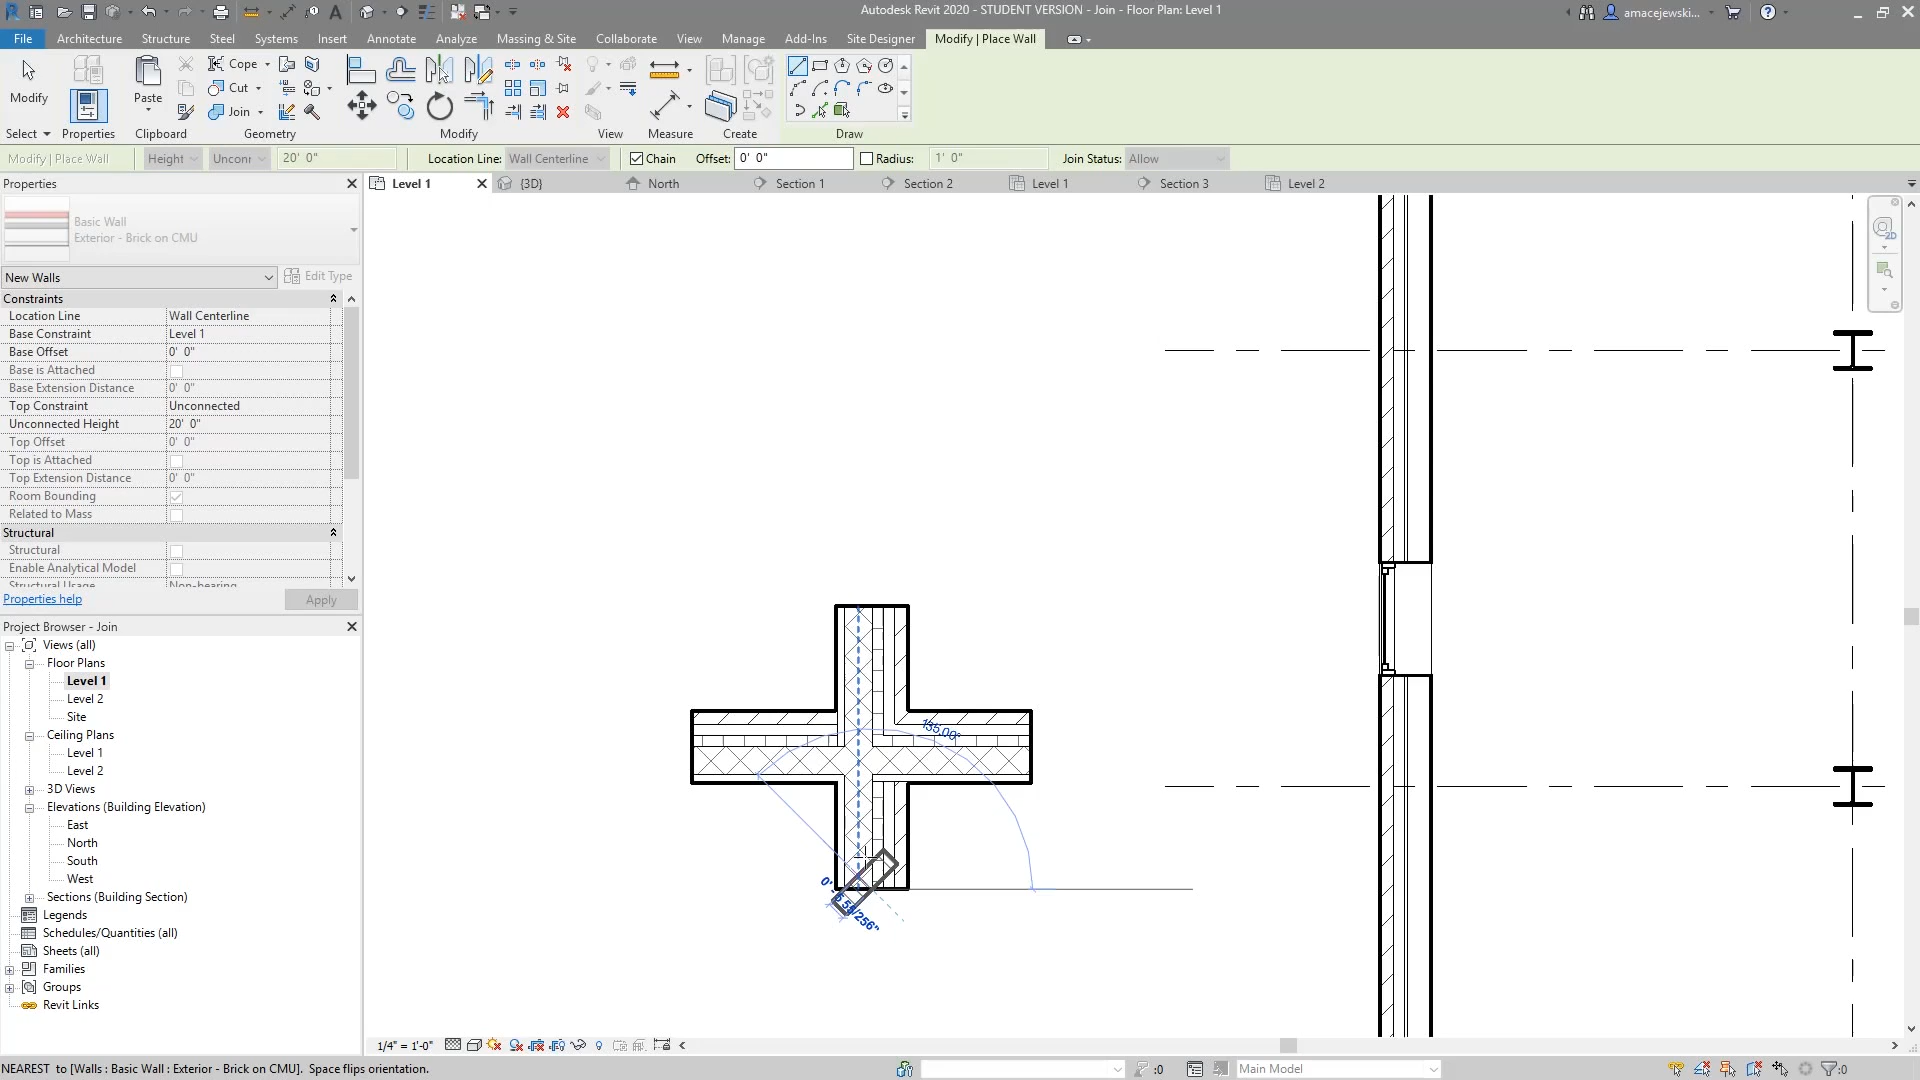 Autodesk Revit 2020 - STUDENT VERSION - Join - Floor Plan: Level 1
amacejewski...
File Architecture Structure Steel Systems Insert Annotate Analyze Massing & Site Collaborate View Manage Add-Ins Site Designer Modify | Place Wall
Modify
Paste
Cope
Cut
Join
Select Properties Clipboard Geometry Modify View Measure Create Draw
Modify | Place Wall Height Unconr 20' 0" Location Line: Wall Centerline Chain Offset: 0' 0" Radius: 1' 0" Join Status: Allow
Properties
Level 1 {3D} North Section 1 Section 2 Level 1 Section 3 Level 2
Basic Wall
Exterior - Brick on CMU
New Walls Edit Type
Constraints
Location Line Wall Centerline
Base Constraint Level 1
Base Offset 0' 0"
Base is Attached
Base Extension Distance 0' 0"
Top Constraint Unconnected
Unconnected Height 20' 0"
Top Offset 0' 0"
Top is Attached
Top Extension Distance 0' 0"
Room Bounding
Related to Mass
Structural
Structural
Enable Analytical Model
Structural Usage Non-bearing
Properties help Apply
Project Browser - Join
Views (all)
Floor Plans
Level 1
Level 2
Site
Ceiling Plans
Level 1
Level 2
3D Views
Elevations (Building Elevation)
East
North
South
West
Sections (Building Section)
Legends
Schedules/Quantities (all)
Sheets (all)
Families
Groups
Revit Links
2D
135.00°
1/4" = 1'-0"
NEAREST to [Walls : Basic Wall : Exterior - Brick on CMU]. Space flips orientation.
:0
Main Model
:0